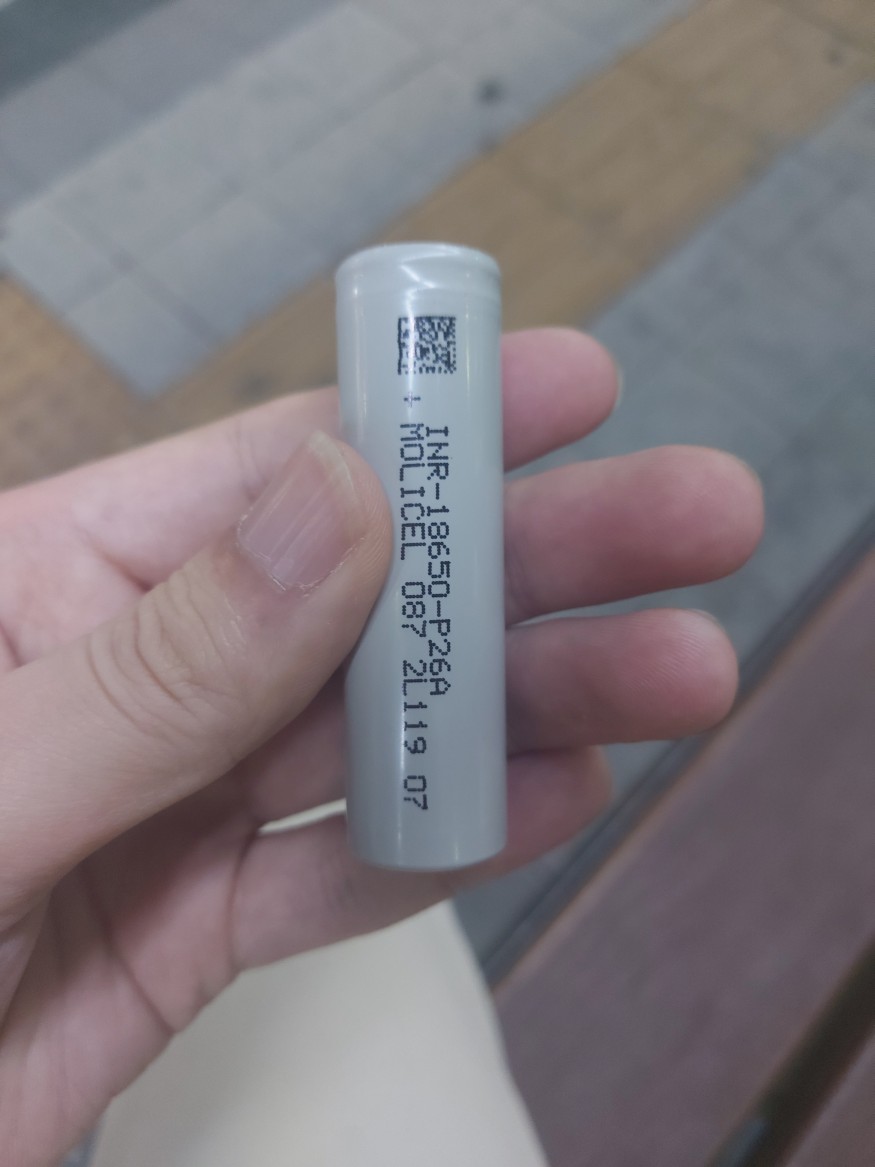 INR-18650-P26A
+ MOLICEL 087 2L119 07